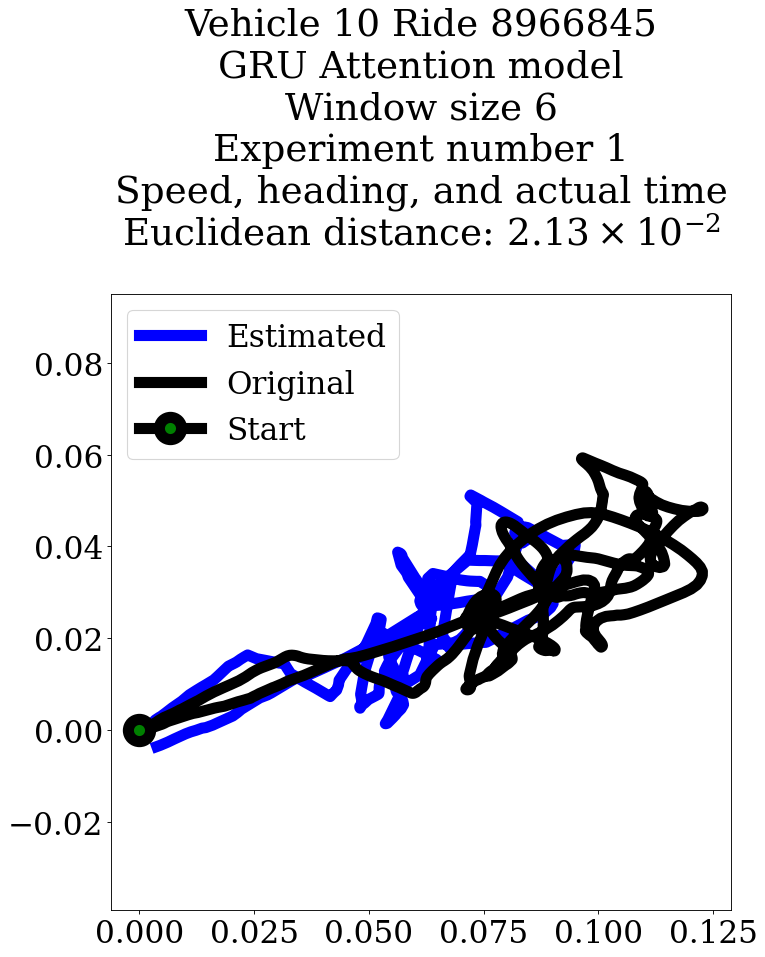 Vehicle 10 Ride 8966845
GRU Attention model
Window size 6
Experiment number 1
Speed, heading, and actual time
Euclidean distance: 2.13 × 10⁻²
Estimated
Original
Start
0.08
0.06
0.04
0.02
0.00
−0.02
0.000 0.025 0.050 0.075 0.100 0.125